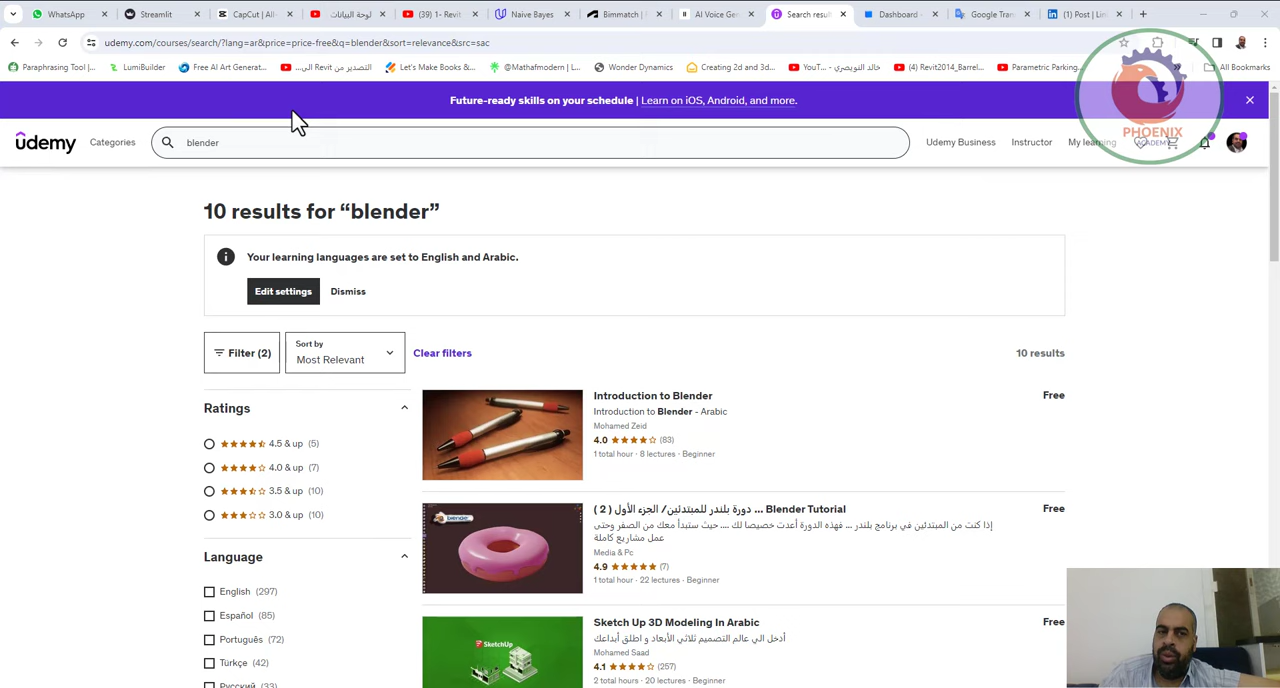 WhatsApp
Streamlit
CapCut | All-
لوحة البيانات
(39) 1- Revit
Naive Bayes
Bimmatch |
AI Voice Gen
Search resul
Dashboard -
Google Tran
(1) Post | Lin
udemy.com/courses/search/?lang=ar&price=price-free&q=blender&sort=relevance&src=sac
Paraphrasing Tool |...
LumiBuilder
Free AI Art Generat...
التصدير من Revit الى...
Let's Make Books &...
@Mathafmodern | L...
Wonder Dynamics
Creating 2d and 3d...
خالد النويصري - YouT...
(4) Revit2014_Barrel...
Parametric Parking
All Bookmarks
Future-ready skills on your schedule | Learn on iOS, Android, and more.
PHOENIX
ACADEMY
udemy
Categories
blender
Udemy Business
Instructor
My learning
10 results for “blender”
Your learning languages are set to English and Arabic.
Edit settings
Dismiss
Filter (2)
Sort by
Most Relevant
Clear filters
10 results
Ratings
4.5 & up (5)
4.0 & up (7)
3.5 & up (10)
3.0 & up (10)
Language
English (297)
Español (85)
Português (72)
Türkçe (42)
Русский (33)
Introduction to Blender
Free
Introduction to Blender - Arabic
Mohamed Zeid
4.0 (83)
1 total hour · 8 lectures · Beginner
blender
Blender Tutorial ... دورة بلندر للمبتدئين/ الجزء الأول ( 2 )
Free
إذا كنت من المبتدئين في برنامج بلندر ... فهذه الدورة أعدت خصيصا لك .... حيث ستبدأ معك من الصفر وحتى
عمل مشاريع كاملة
Media & Pc
4.9 (7)
1 total hour · 22 lectures · Beginner
SketchUp
Sketch Up 3D Modeling In Arabic
Free
أدخل الي عالم التصميم ثلاثي الأبعاد و اطلق أبداعك
Mohamed Saad
4.1 (257)
2 total hours · 20 lectures · Beginner